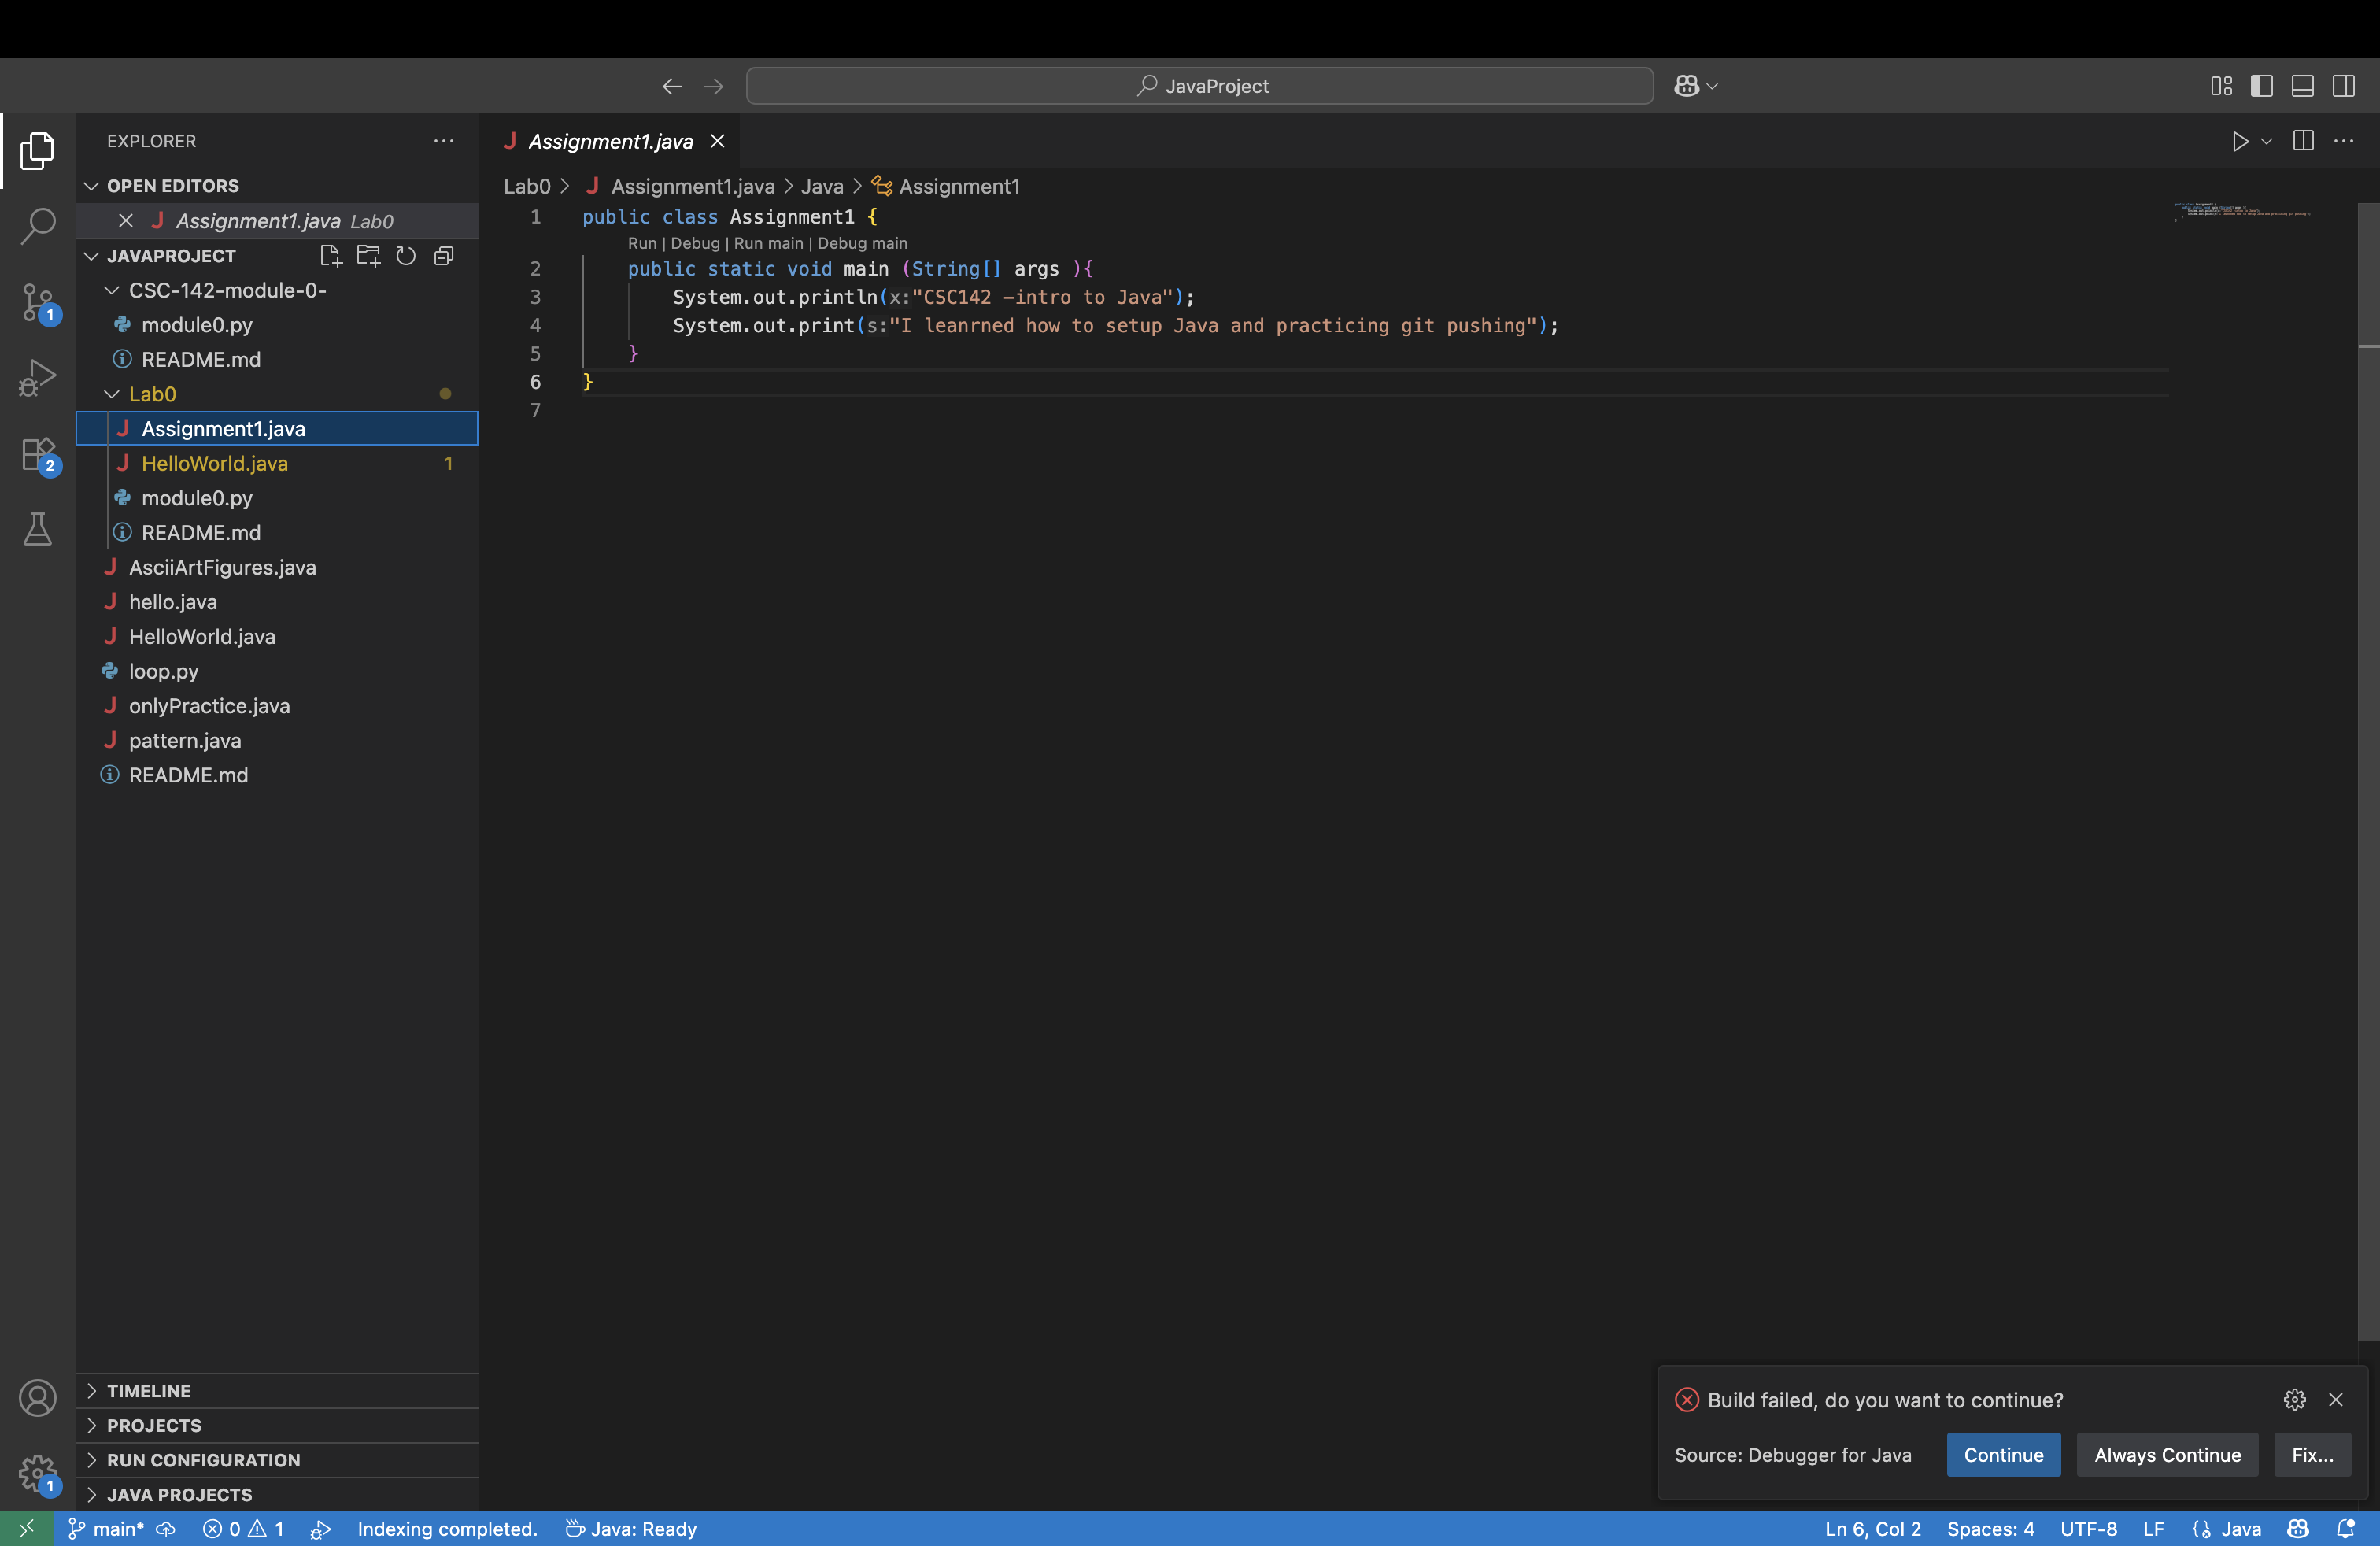 JavaProject
EXPLORER
OPEN EDITORS
Assignment1.java Lab0
JAVAPROJECT
CSC-142-module-0-
module0.py
README.md
Lab0
Assignment1.java
HelloWorld.java 1
module0.py
README.md
AsciiArtFigures.java
hello.java
HelloWorld.java
loop.py
onlyPractice.java
pattern.java
README.md
TIMELINE
PROJECTS
RUN CONFIGURATION
JAVA PROJECTS
1
2
1
Assignment1.java
Lab0 > Assignment1.java > Java > Assignment1
1 public class Assignment1 {
Run | Debug | Run main | Debug main
2 public static void main (String[] args ){
3 System.out.println(x:"CSC142 –intro to Java");
4 System.out.print(s:"I leanrned how to setup Java and practicing git pushing");
5 }
6 }
7
Build failed, do you want to continue?
Source: Debugger for Java Continue Always Continue Fix...
main* 0 1 Indexing completed. Java: Ready Ln 6, Col 2 Spaces: 4 UTF-8 LF Java